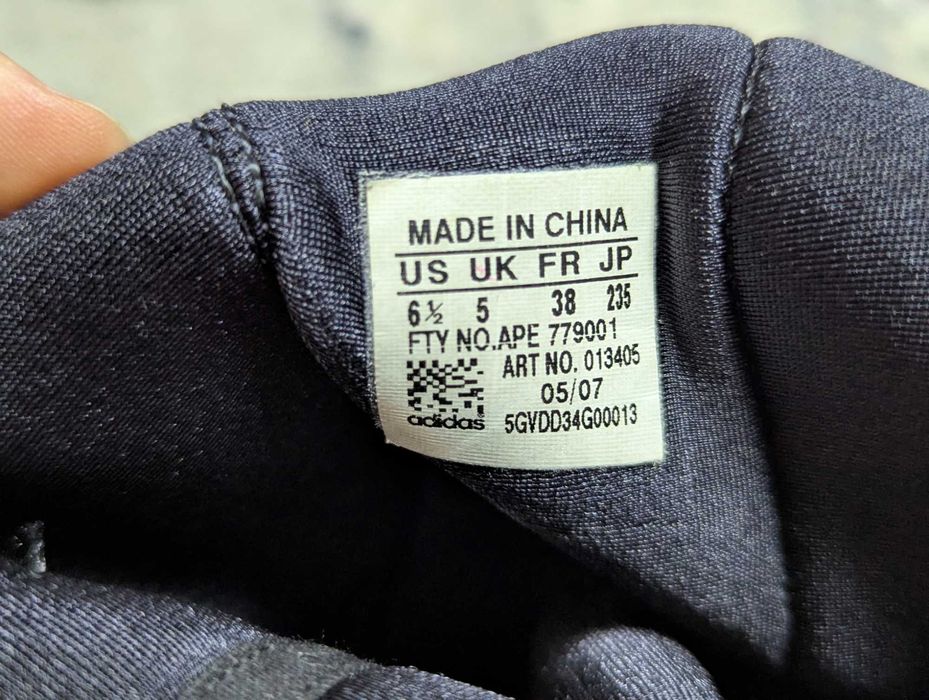 MADE IN CHINA
US UK FR JP
6½ 5 38 235
FTY NO.APE 779001
ART NO. 013405
05/07
adidas 5GVDD34G00013